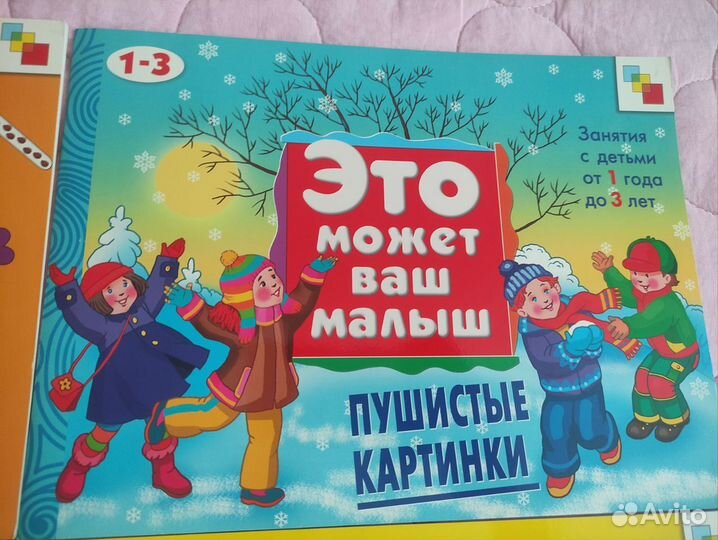 1-3
Занятия
с детьми
от 1 года
до 3 лет
Это
может
ваш
малыш
ПУШИСТЫЕ
КАРТИНКИ
Avito